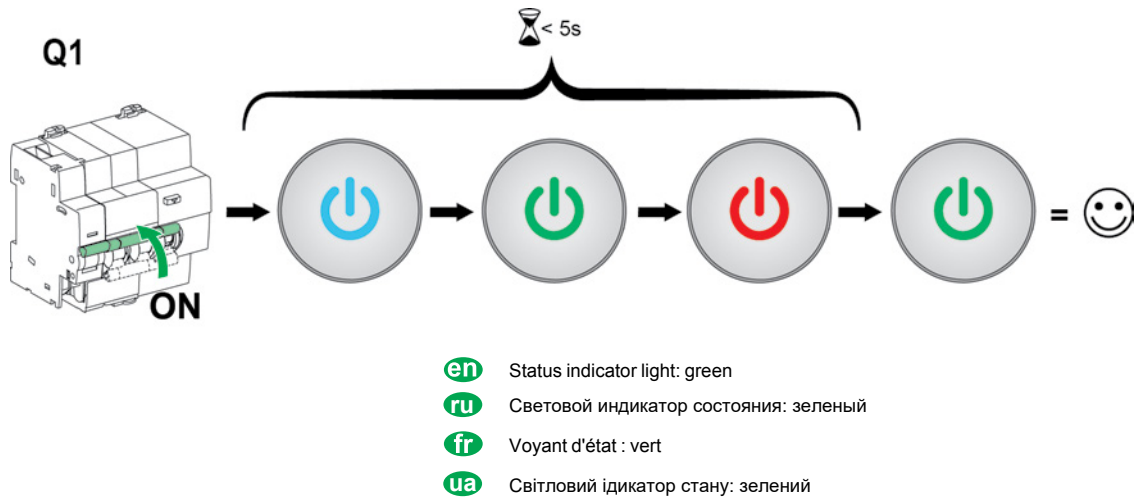 < 5s
Q1
ON
=
en Status indicator light: green
ru Световой индикатор состояния: зеленый
fr Voyant d'état : vert
ua Світловий ідикатор стану: зелений